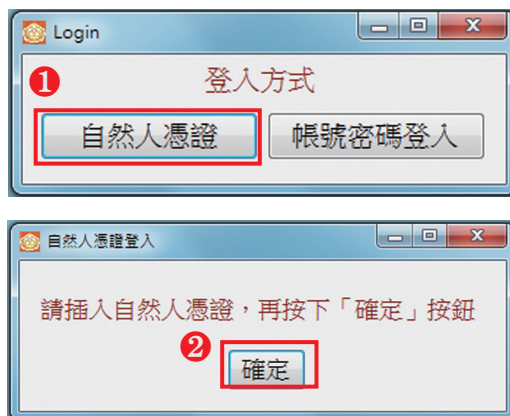 Login
登入方式
❶
自然人憑證 帳號密碼登入
自然人憑證登入
請插入自然人憑證，再按下「確定」按鈕
❷
確定